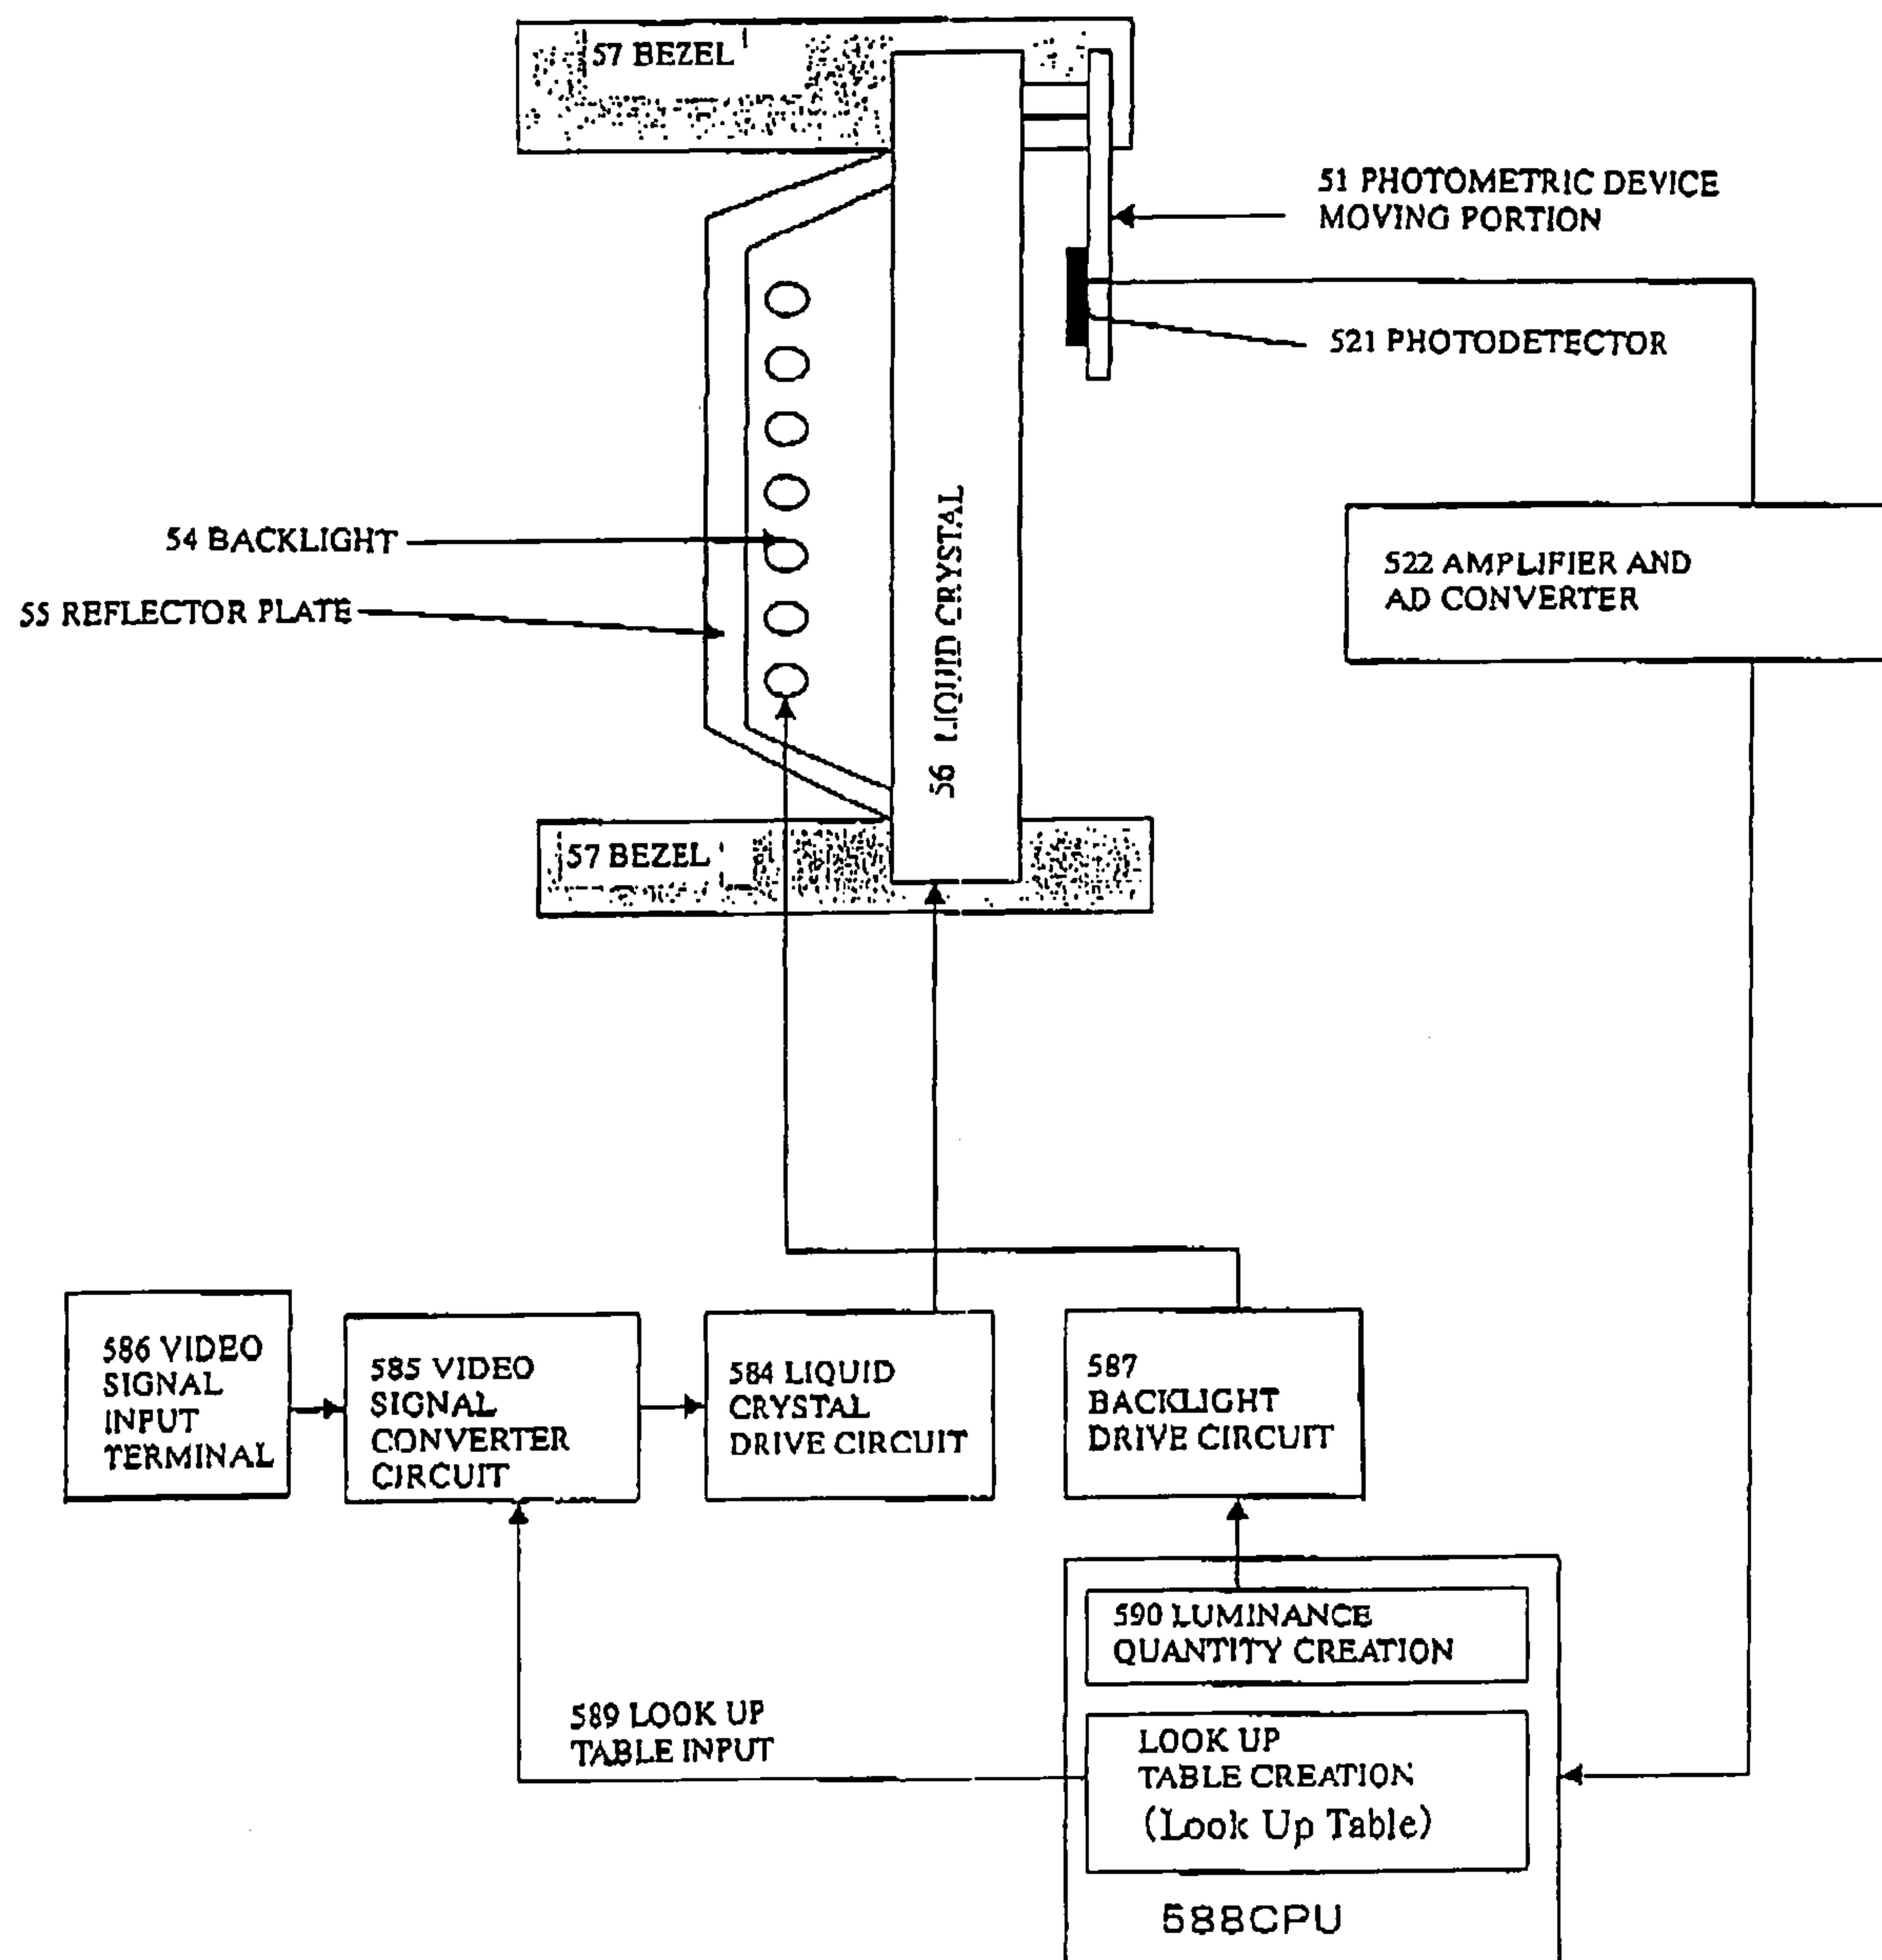 57 BEZEL
51 PHOTOMETRIC DEVICE
MOVING PORTION
521 PHOTODETECTOR
54 BACKLIGHT
55 REFLECTOR PLATE
56 LIQUID CRYSTAL
522 AMPLIFIER AND
AD CONVERTER
57 BEZEL
586 VIDEO
SIGNAL
INPUT
TERMINAL
585 VIDEO
SIGNAL
CONVERTER
CIRCUIT
584 LIQUID
CRYSTAL
DRIVE CIRCUIT
587
BACKLIGHT
DRIVE CIRCUIT
590 LUMINANCE
QUANTITY CREATION
589 LOOK UP
TABLE INPUT
LOOK UP
TABLE CREATION
(Look Up Table)
588CPU